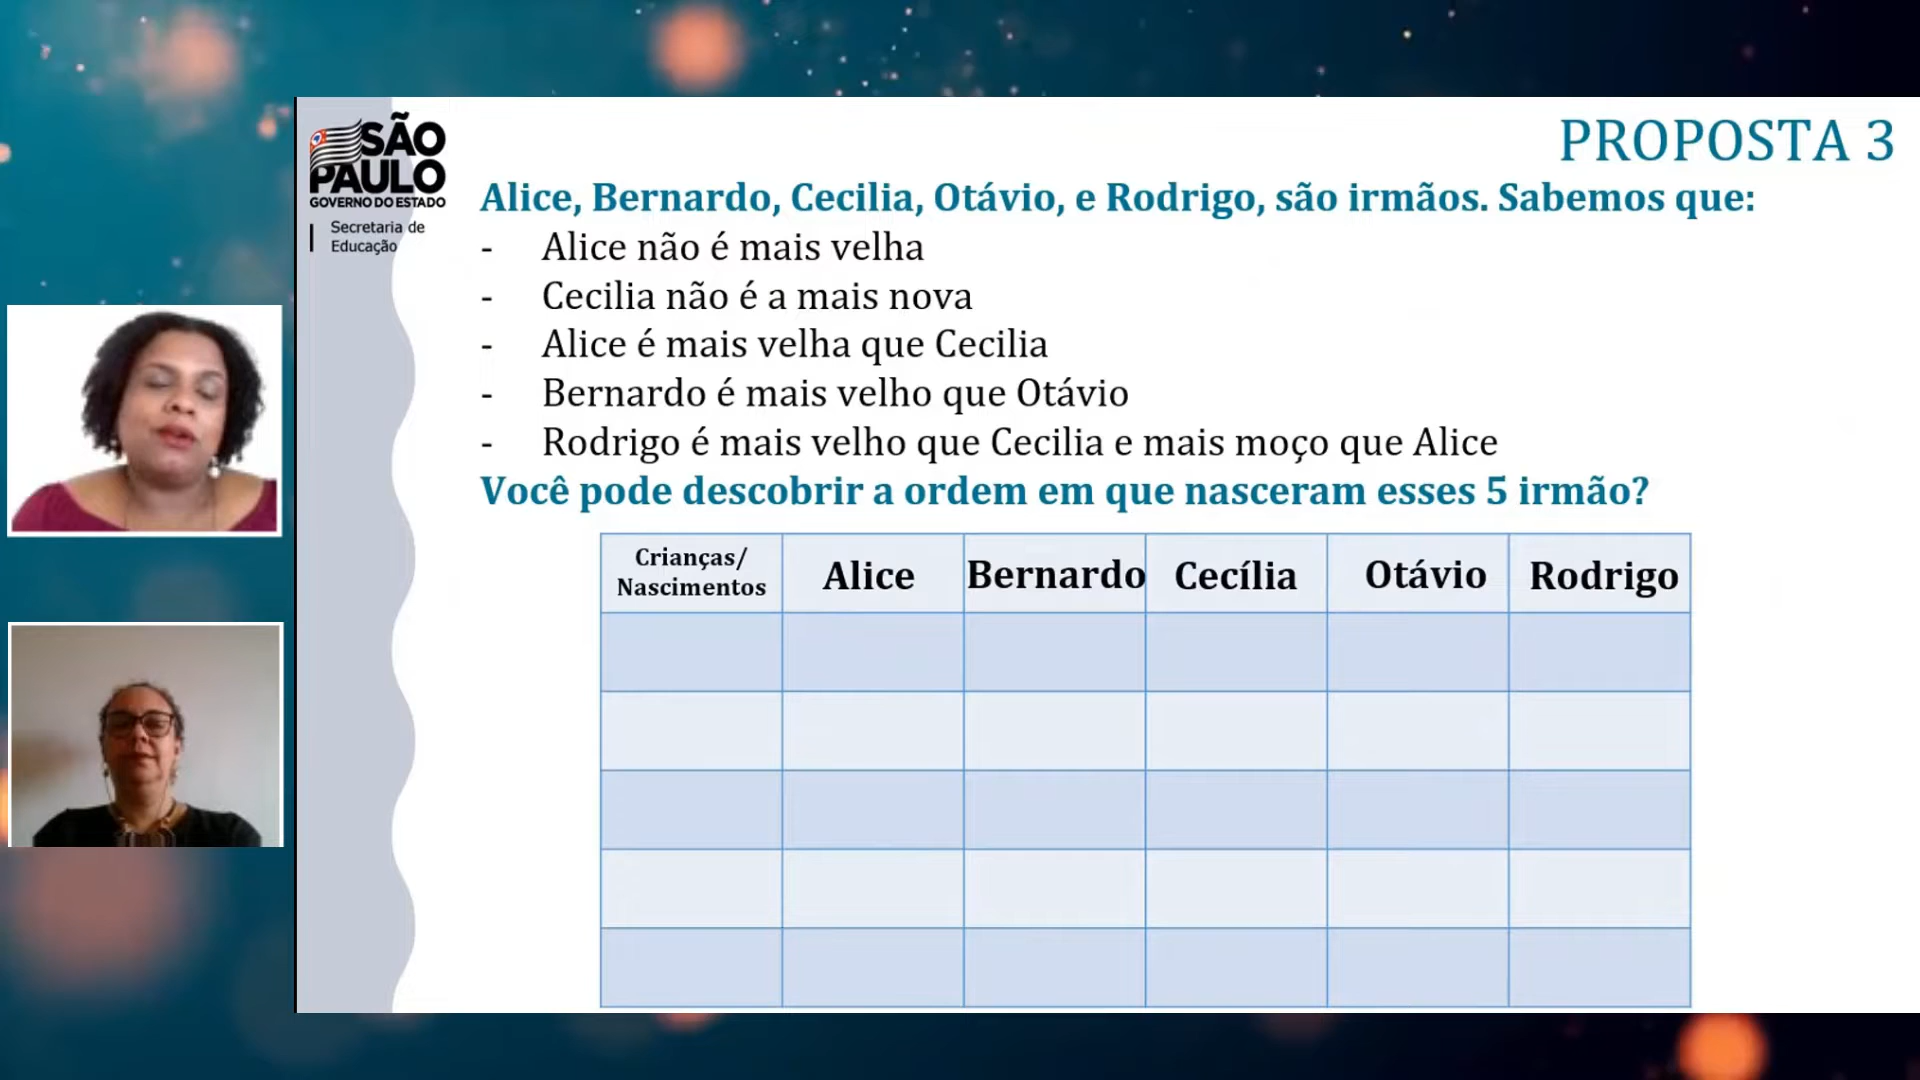 SÃO
PAULO
GOVERNO DO ESTADO
Secretaria de
Educação
PROPOSTA 3
Alice, Bernardo, Cecilia, Otávio, e Rodrigo, são irmãos. Sabemos que:
- Alice não é mais velha
- Cecilia não é a mais nova
- Alice é mais velha que Cecilia
- Bernardo é mais velho que Otávio
- Rodrigo é mais velho que Cecilia e mais moço que Alice
Você pode descobrir a ordem em que nasceram esses 5 irmão?
Crianças/
Nascimentos
Alice
Bernardo
Cecília
Otávio
Rodrigo